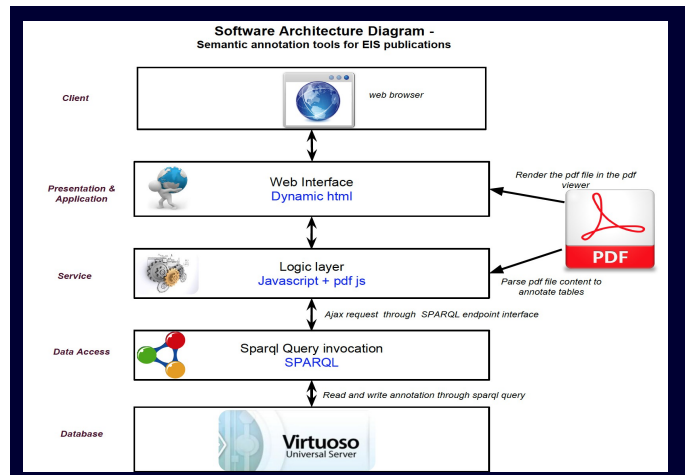 Software Architecture Diagram -
Semantic annotation tools for EIS publications
Client
web browser
Presentation &
Application
Web Interface
Dynamic html
Render the pdf file in the pdf
viewer
PDF
Service
Logic layer
Javascript + pdf js
Parse pdf file content to
annotate tables
Ajax request through SPARQL endpoint interface
Data Access
Sparql Query invocation
SPARQL
Read and write annotation through sparql query
Database
Virtuoso
Universal Server